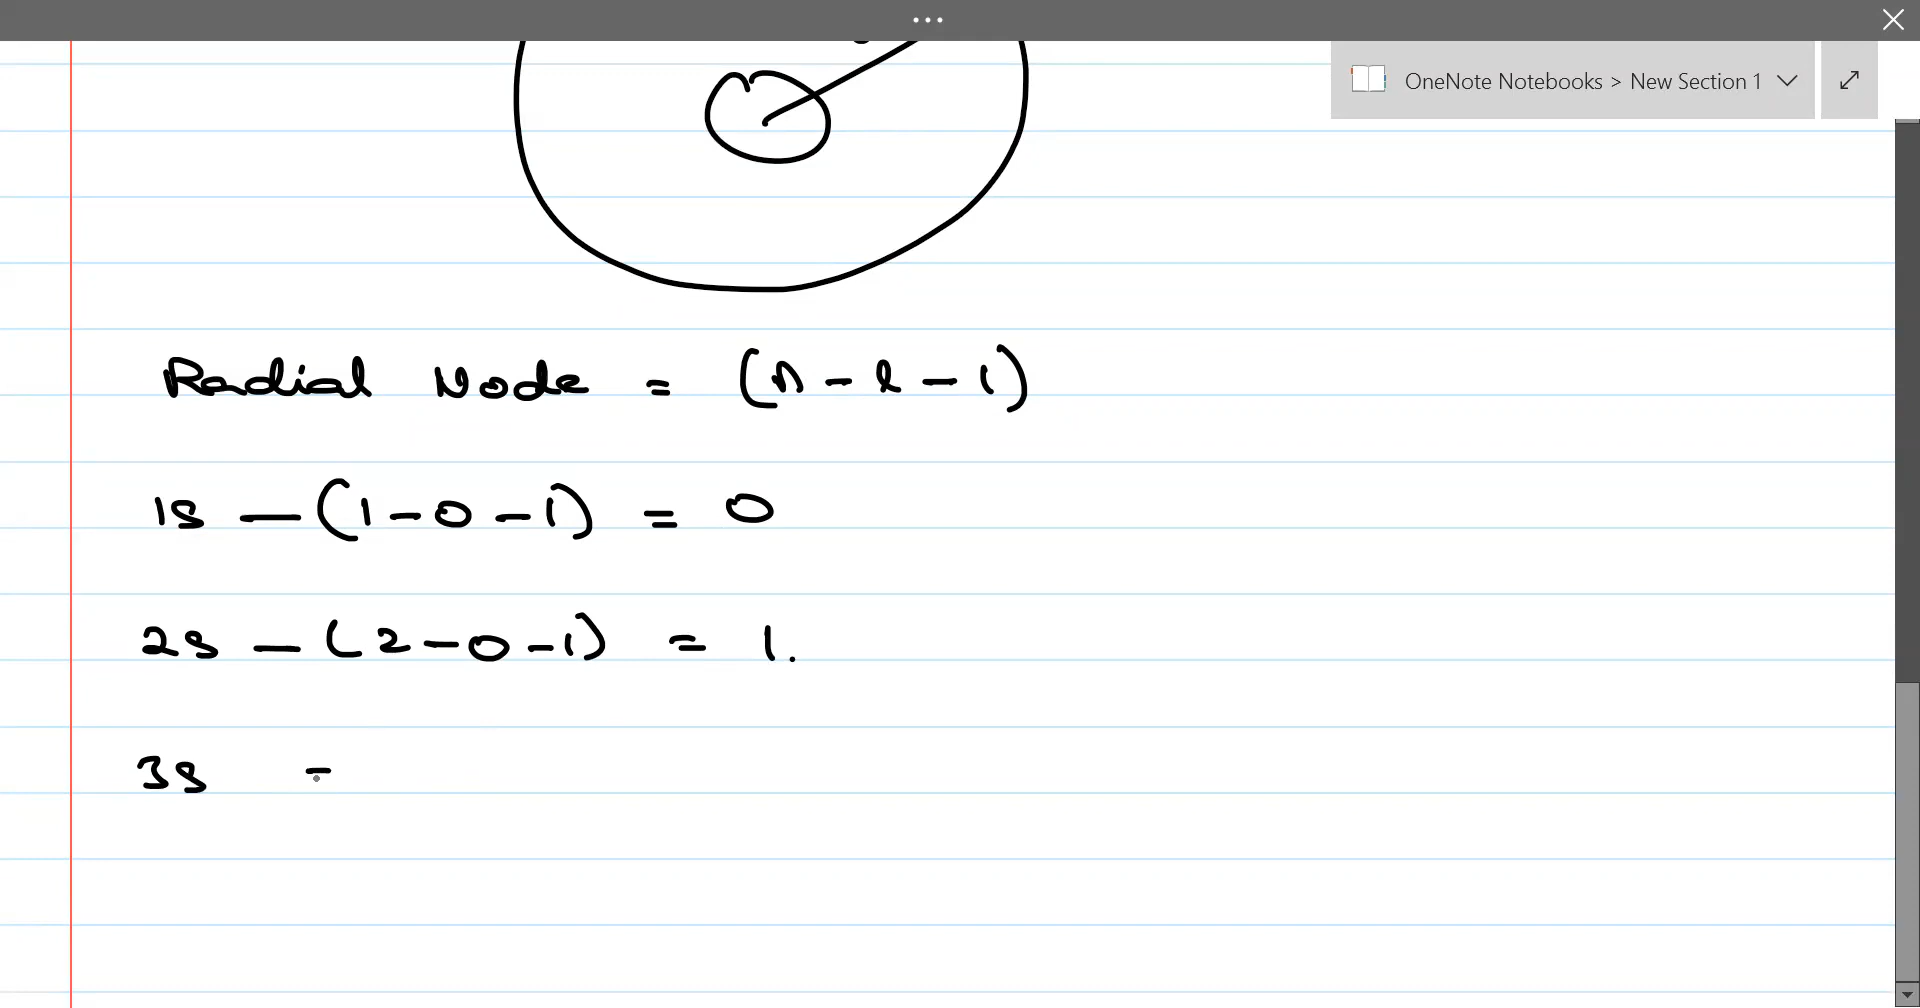 OneNote Notebooks > New Section 1
Radial Node = (n - l - 1)
1s — (1 - 0 - 1) = 0
2s — (2 - 0 - 1) = 1.
3s =